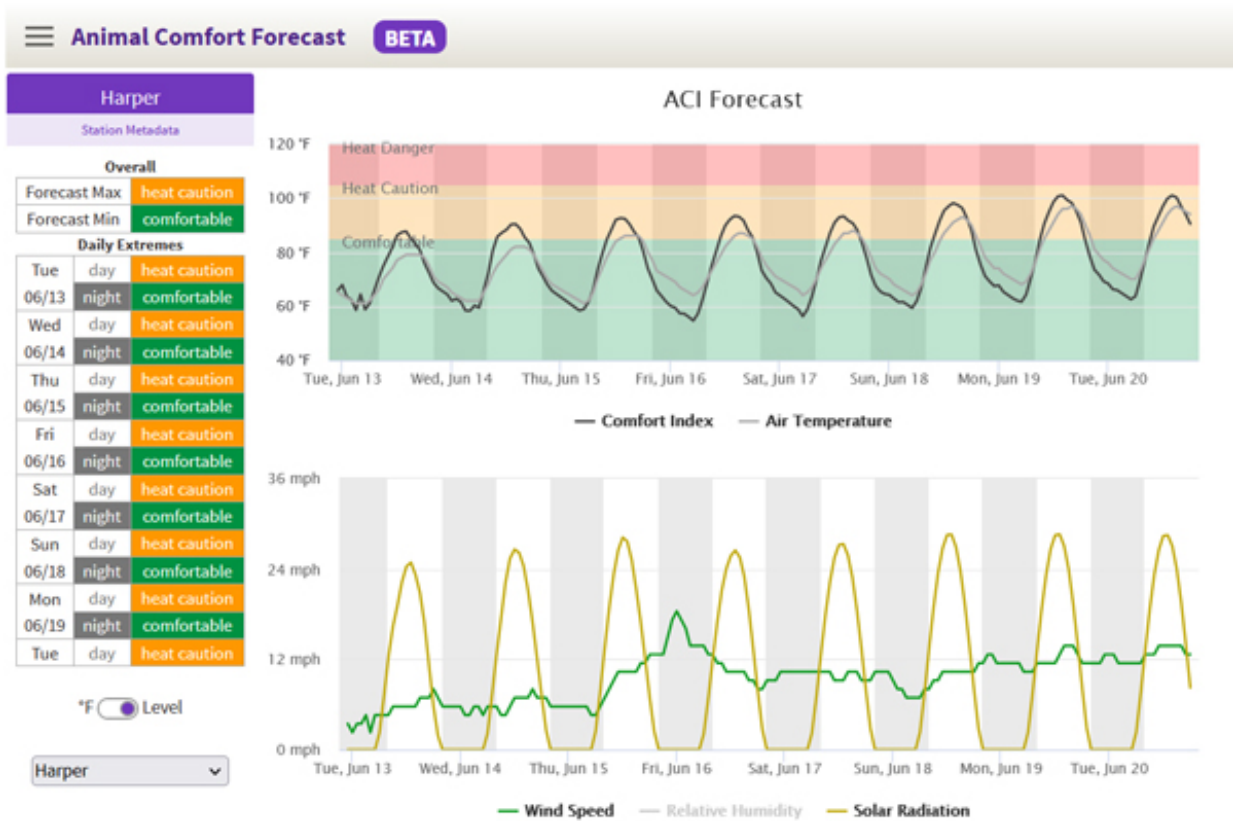 Animal Comfort Forecast BETA
Harper
Station Metadata
Overall
Forecast Max heat caution
Forecast Min comfortable
Daily Extremes
Tue day heat caution
06/13 night comfortable
Wed day heat caution
06/14 night comfortable
Thu day heat caution
06/15 night comfortable
Fri day heat caution
06/16 night comfortable
Sat day heat caution
06/17 night comfortable
Sun day heat caution
06/18 night comfortable
Mon day heat caution
06/19 night comfortable
Tue day heat caution
°F Level
Harper
ACI Forecast
120 °F
Heat Danger
Heat Caution
100 °F
Comfortable
80 °F
60 °F
40 °F
Tue, Jun 13 Wed, Jun 14 Thu, Jun 15 Fri, Jun 16 Sat, Jun 17 Sun, Jun 18 Mon, Jun 19 Tue, Jun 20
Comfort Index Air Temperature
36 mph
24 mph
12 mph
0 mph
Tue, Jun 13 Wed, Jun 14 Thu, Jun 15 Fri, Jun 16 Sat, Jun 17 Sun, Jun 18 Mon, Jun 19 Tue, Jun 20
Wind Speed Relative Humidity Solar Radiation